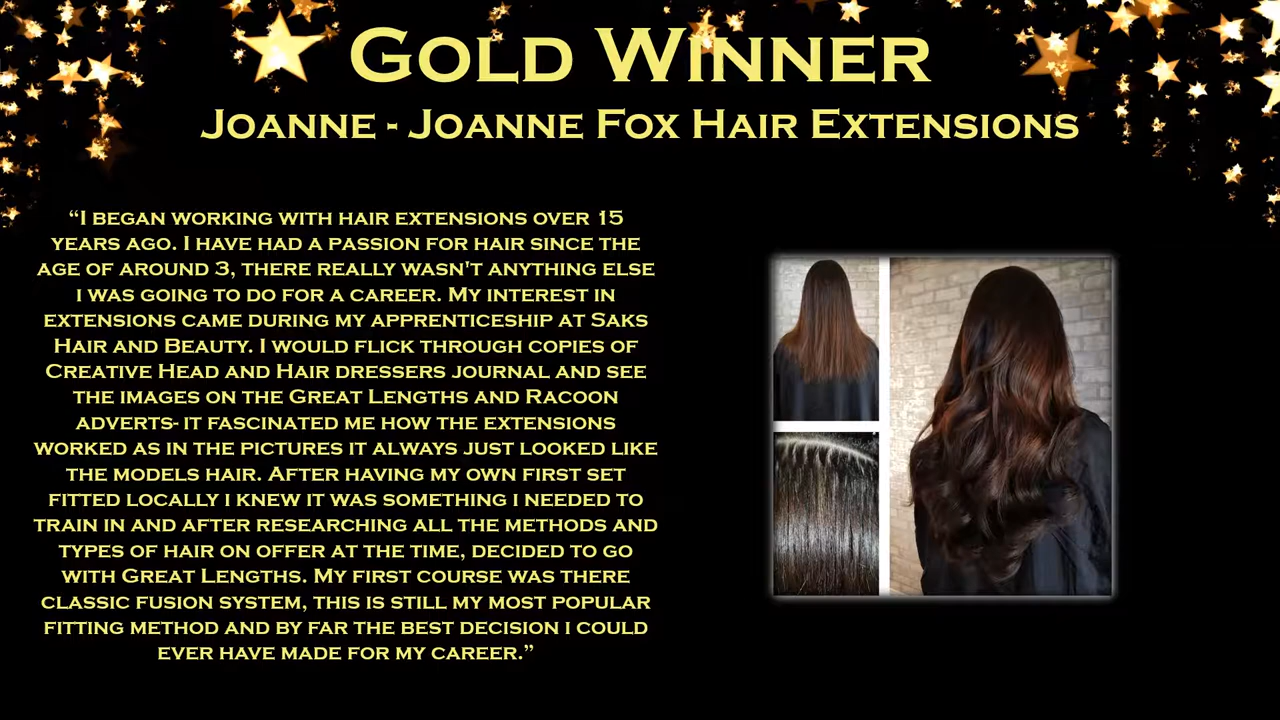 Gold Winner
Joanne - Joanne Fox Hair Extensions
“I began working with hair extensions over 15
years ago. I have had a passion for hair since the
age of around 3, there really wasn't anything else
i was going to do for a career. My interest in
extensions came during my apprenticeship at Saks
Hair and Beauty. I would flick through copies of
Creative Head and Hair dressers journal and see
the images on the Great Lengths and Racoon
adverts- it fascinated me how the extensions
worked as in the pictures it always just looked like
the models hair. After having my own first set
fitted locally i knew it was something i needed to
train in and after researching all the methods and
types of hair on offer at the time, decided to go
with Great Lengths. My first course was there
classic fusion system, this is still my most popular
fitting method and by far the best decision i could
ever have made for my career.”